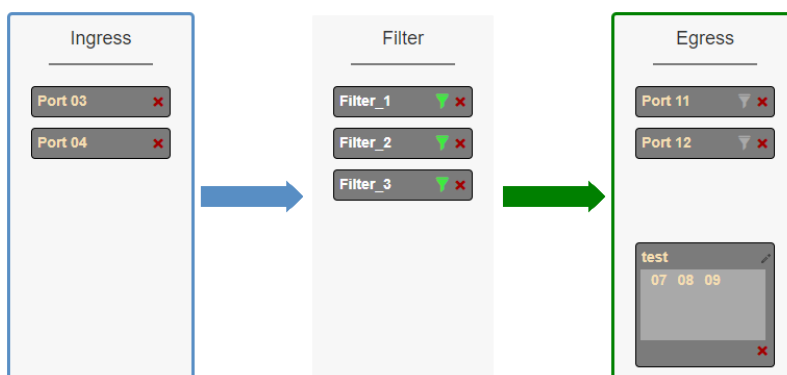 Ingress
Port 03
Port 04
Filter
Filter_1
Filter_2
Filter_3
Egress
Port 11
Port 12
test
07 08 09